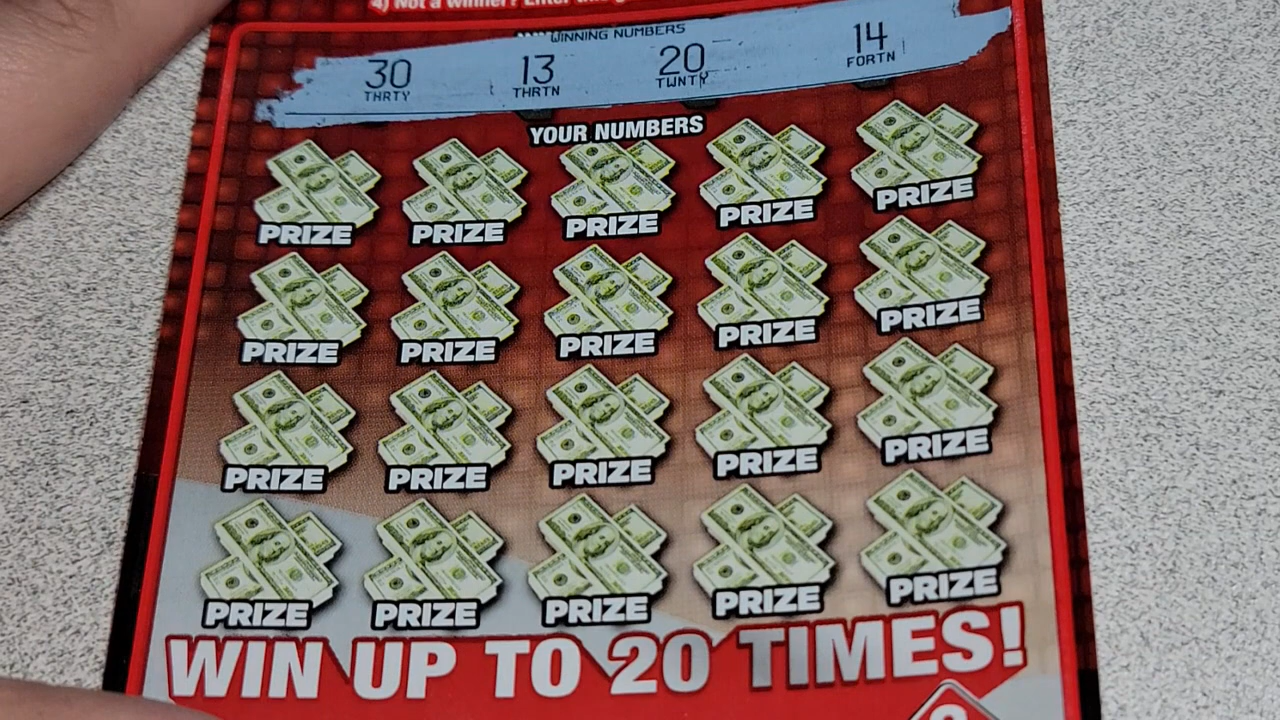 4) Not a winner? Enter
WINNING NUMBERS
30 13 20 14
THRTY THRTN TWNTY FORTN
YOUR NUMBERS
PRIZE PRIZE PRIZE PRIZE PRIZE
PRIZE PRIZE PRIZE PRIZE PRIZE
PRIZE PRIZE PRIZE PRIZE PRIZE
PRIZE PRIZE PRIZE PRIZE PRIZE
WIN UP TO 20 TIMES!